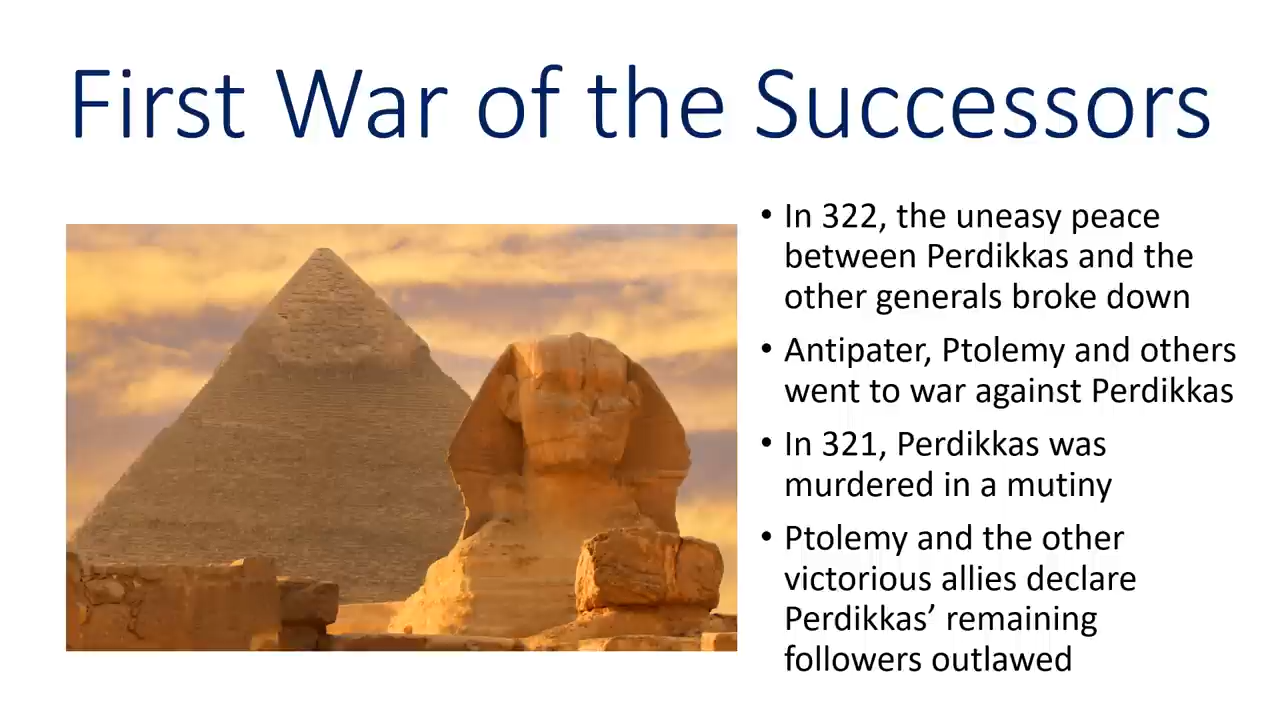 First War of the Successors
• In 322, the uneasy peace
between Perdikkas and the
other generals broke down
• Antipater, Ptolemy and others
went to war against Perdikkas
• In 321, Perdikkas was
murdered in a mutiny
• Ptolemy and the other
victorious allies declare
Perdikkas’ remaining
followers outlawed